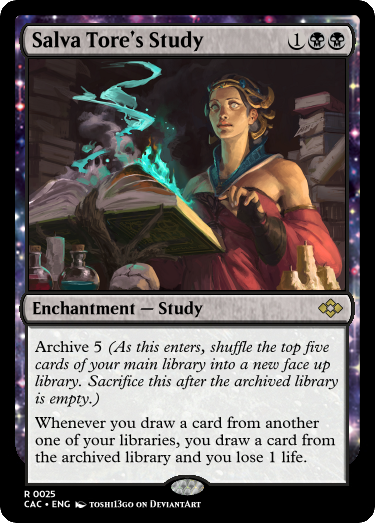 Salva Tore's Study 1
Enchantment — Study
Archive 5 (As this enters, shuffle the top five
cards of your main library into a new face up
library. Sacrifice this after the archived library
is empty.)
Whenever you draw a card from another
one of your libraries, you draw a card from
the archived library and you lose 1 life.
R 0025
CAC • ENG toshi13go on DeviantArt